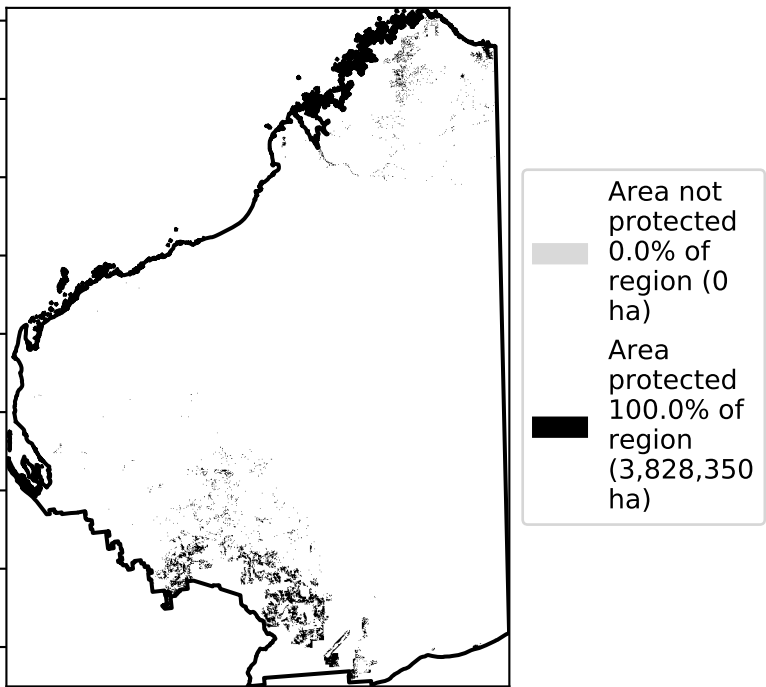 Area not
protected
0.0% of
region (0
ha)
Area
protected
100.0% of
region
(3,828,350
ha)